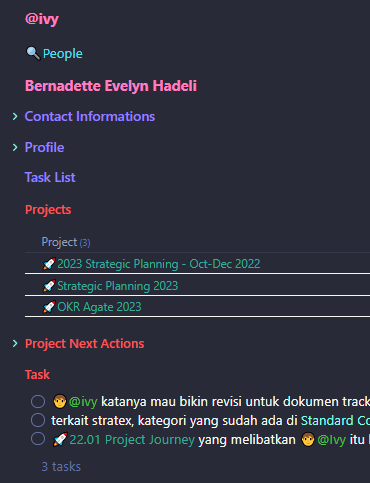 @ivy
🔍People
Bernadette Evelyn Hadeli
Contact Informations
Profile
Task List
Projects
Project (3)
🚀2023 Strategic Planning - Oct-Dec 2022
🚀Strategic Planning 2023
🚀OKR Agate 2023
Project Next Actions
Task
👨@ivy katanya mau bikin revisi untuk dokumen track
terkait stratex, kategori yang sudah ada di Standard Co
🚀22.01 Project Journey yang melibatkan 👨@Ivy itu
3 tasks